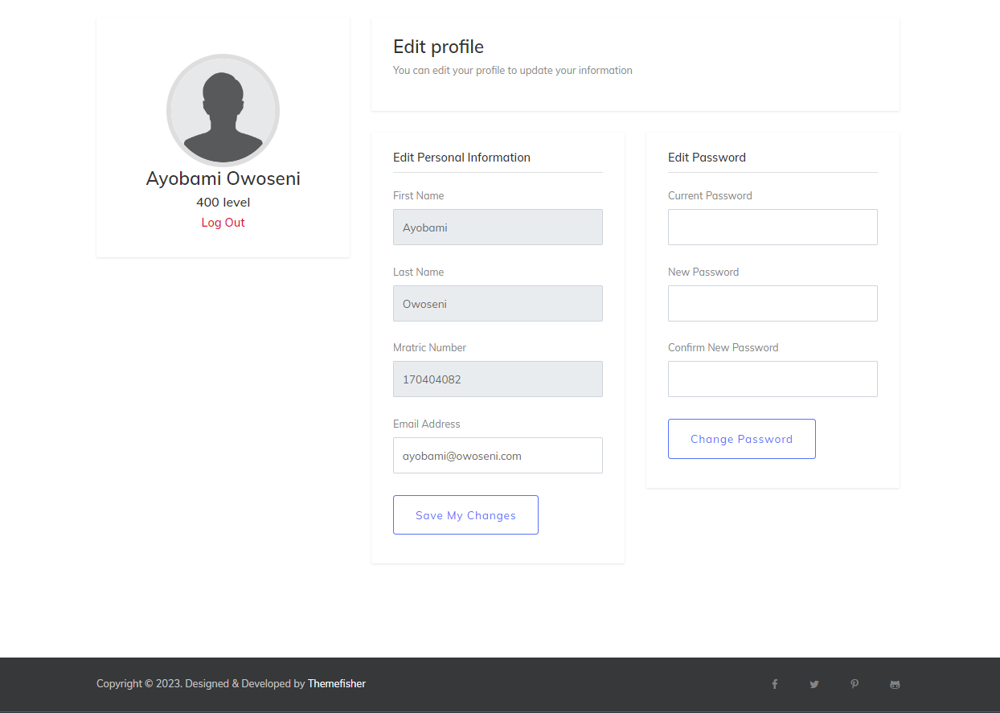 Ayobami Owoseni
400 level
Log Out
Edit profile
You can edit your profile to update your information
Edit Personal Information
First Name
Ayobami
Last Name
Owoseni
Mratric Number
170404082
Email Address
ayobami@owoseni.com
Save My Changes
Edit Password
Current Password
New Password
Confirm New Password
Change Password
Copyright © 2023. Designed & Developed by Themefisher